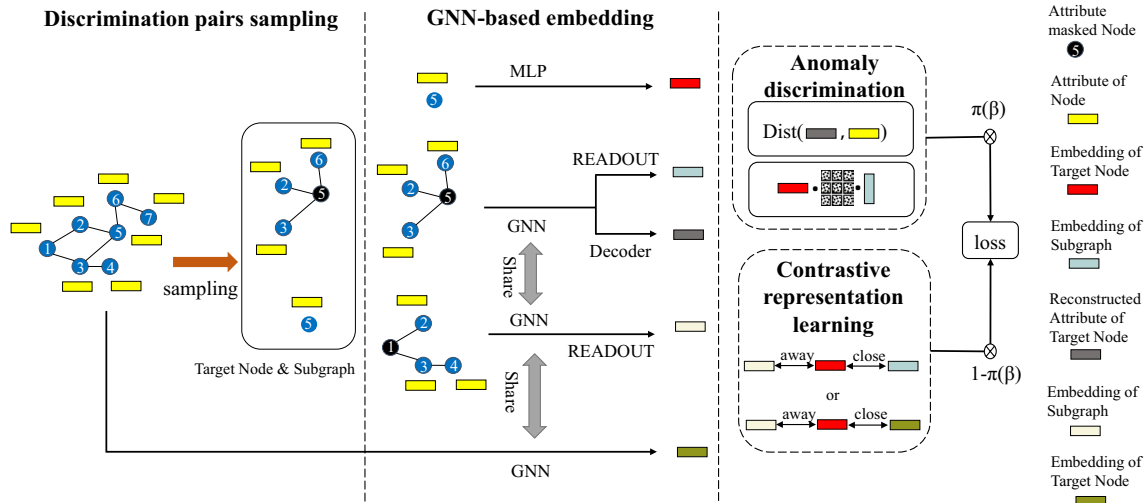 Discrimination pairs sampling
6
7
2
5
1
3
4
sampling
6
2
5
3
5
Target Node & Subgraph
GNN-based embedding
5
MLP
6
2
5
3
READOUT
GNN
Decoder
Share
2
1
3
4
GNN
READOUT
Share
GNN
Anomaly
discrimination
Dist( , )
Contrastive
representation
learning
away
close
or
away
close
π(β)
loss
1-π(β)
Attribute
masked Node
5
Attribute of
Node
Embedding of
Target Node
Embedding of
Subgraph
Reconstructed
Attribute of
Target Node
Embedding of
Subgraph
Embedding of
Target Node